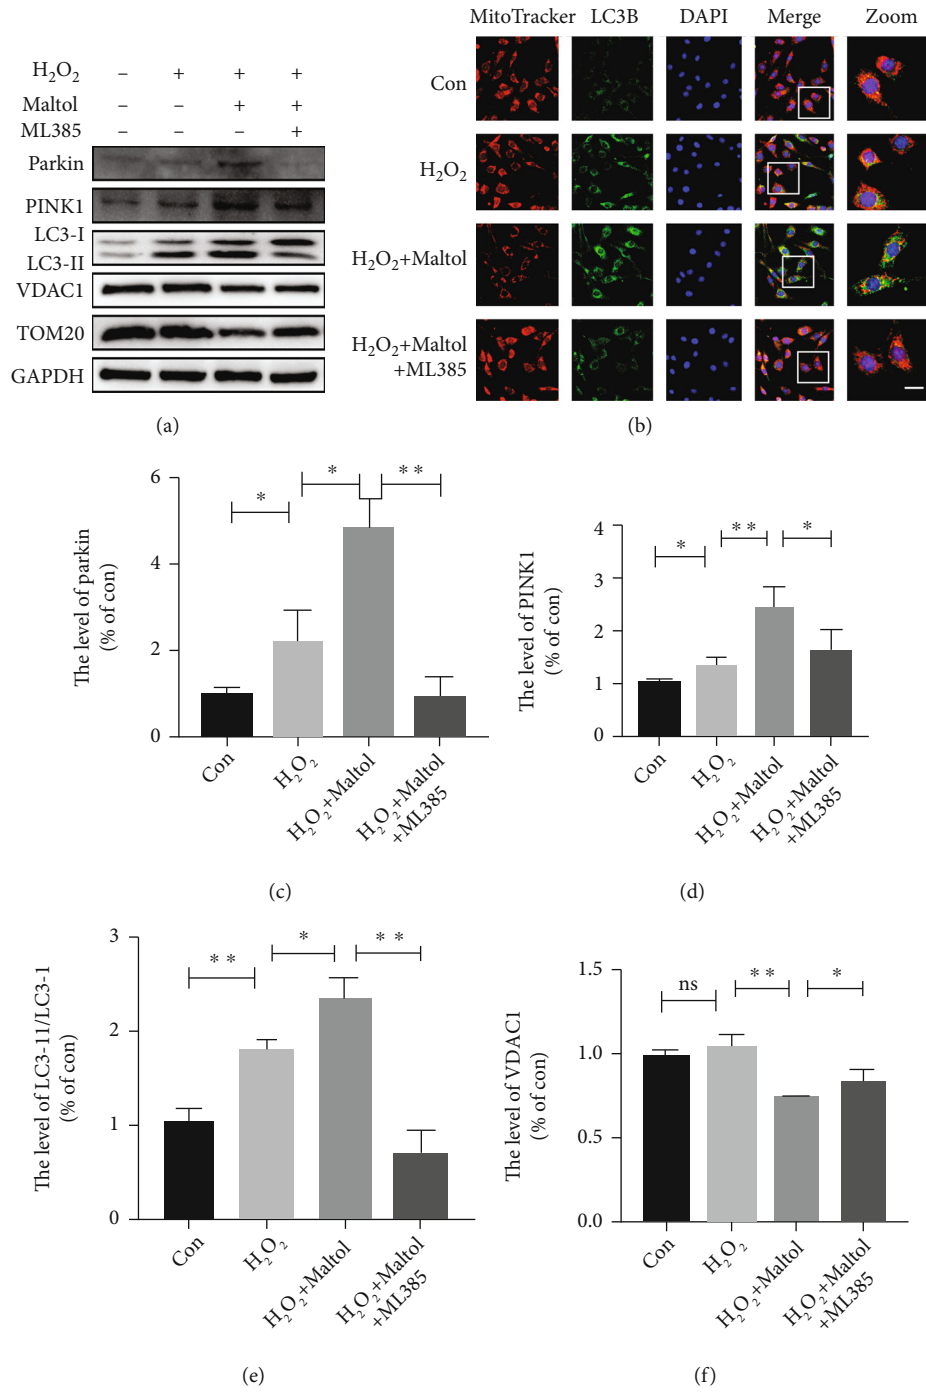 H₂O₂ – + + +
Maltol – – + +
ML385 – – – +
Parkin
PINK1
LC3-I
LC3-II
VDAC1
TOM20
GAPDH
(a)
MitoTracker LC3B DAPI Merge Zoom
Con
H₂O₂
H₂O₂+Maltol
H₂O₂+Maltol
+ML385
(b)
The level of parkin
(% of con)
6
4
2
0
* * **
Con
H₂O₂
H₂O₂+Maltol
H₂O₂+Maltol
+ML385
(c)
The level of PINK1
(% of con)
4
3
2
1
0
* ** *
Con
H₂O₂
H₂O₂+Maltol
H₂O₂+Maltol
+ML385
(d)
The level of LC3-11/LC3-1
(% of con)
3
2
1
0
** * **
Con
H₂O₂
H₂O₂+Maltol
H₂O₂+Maltol
+ML385
(e)
The level of VDAC1
(% of con)
1.5
1.0
0.5
0.0
ns ** *
Con
H₂O₂
H₂O₂+Maltol
H₂O₂+Maltol
+ML385
(f)